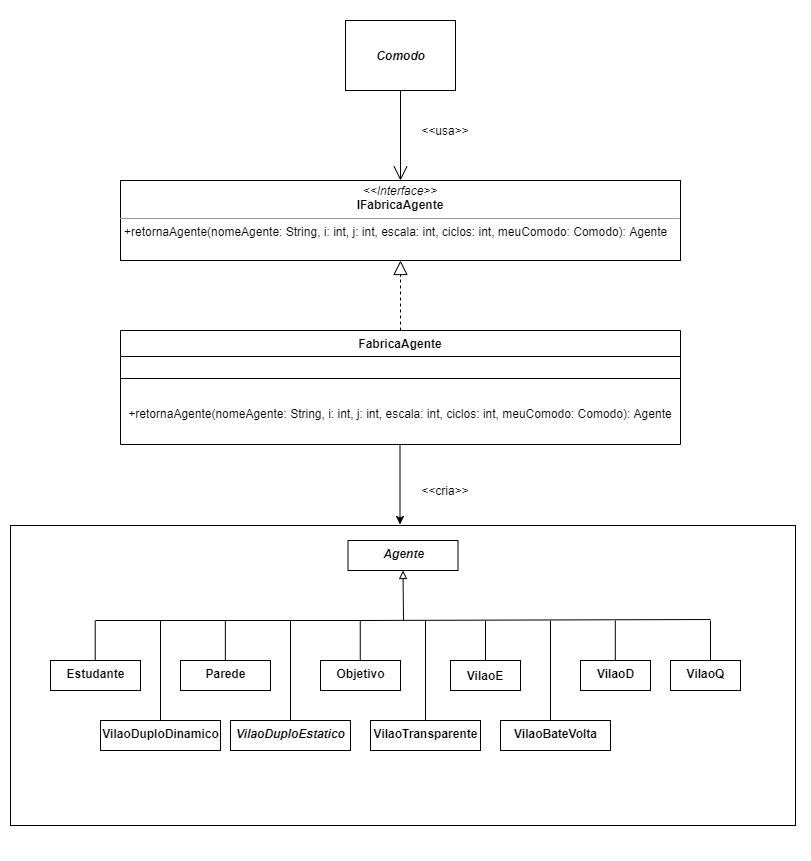 Comodo
<<usa>>
<<Interface>>
IFabricaAgente
+retornaAgente(nomeAgente: String, i: int, j: int, escala: int, ciclos: int, meuComodo: Comodo): Agente
FabricaAgente
+retornaAgente(nomeAgente: String, i: int, j: int, escala: int, ciclos: int, meuComodo: Comodo): Agente
<<cria>>
Agente
Estudante
Parede
Objetivo
VilaoE
VilaoD
VilaoQ
VilaoDuploDinamico
VilaoDuploEstatico
VilaoTransparente
VilaoBateVolta